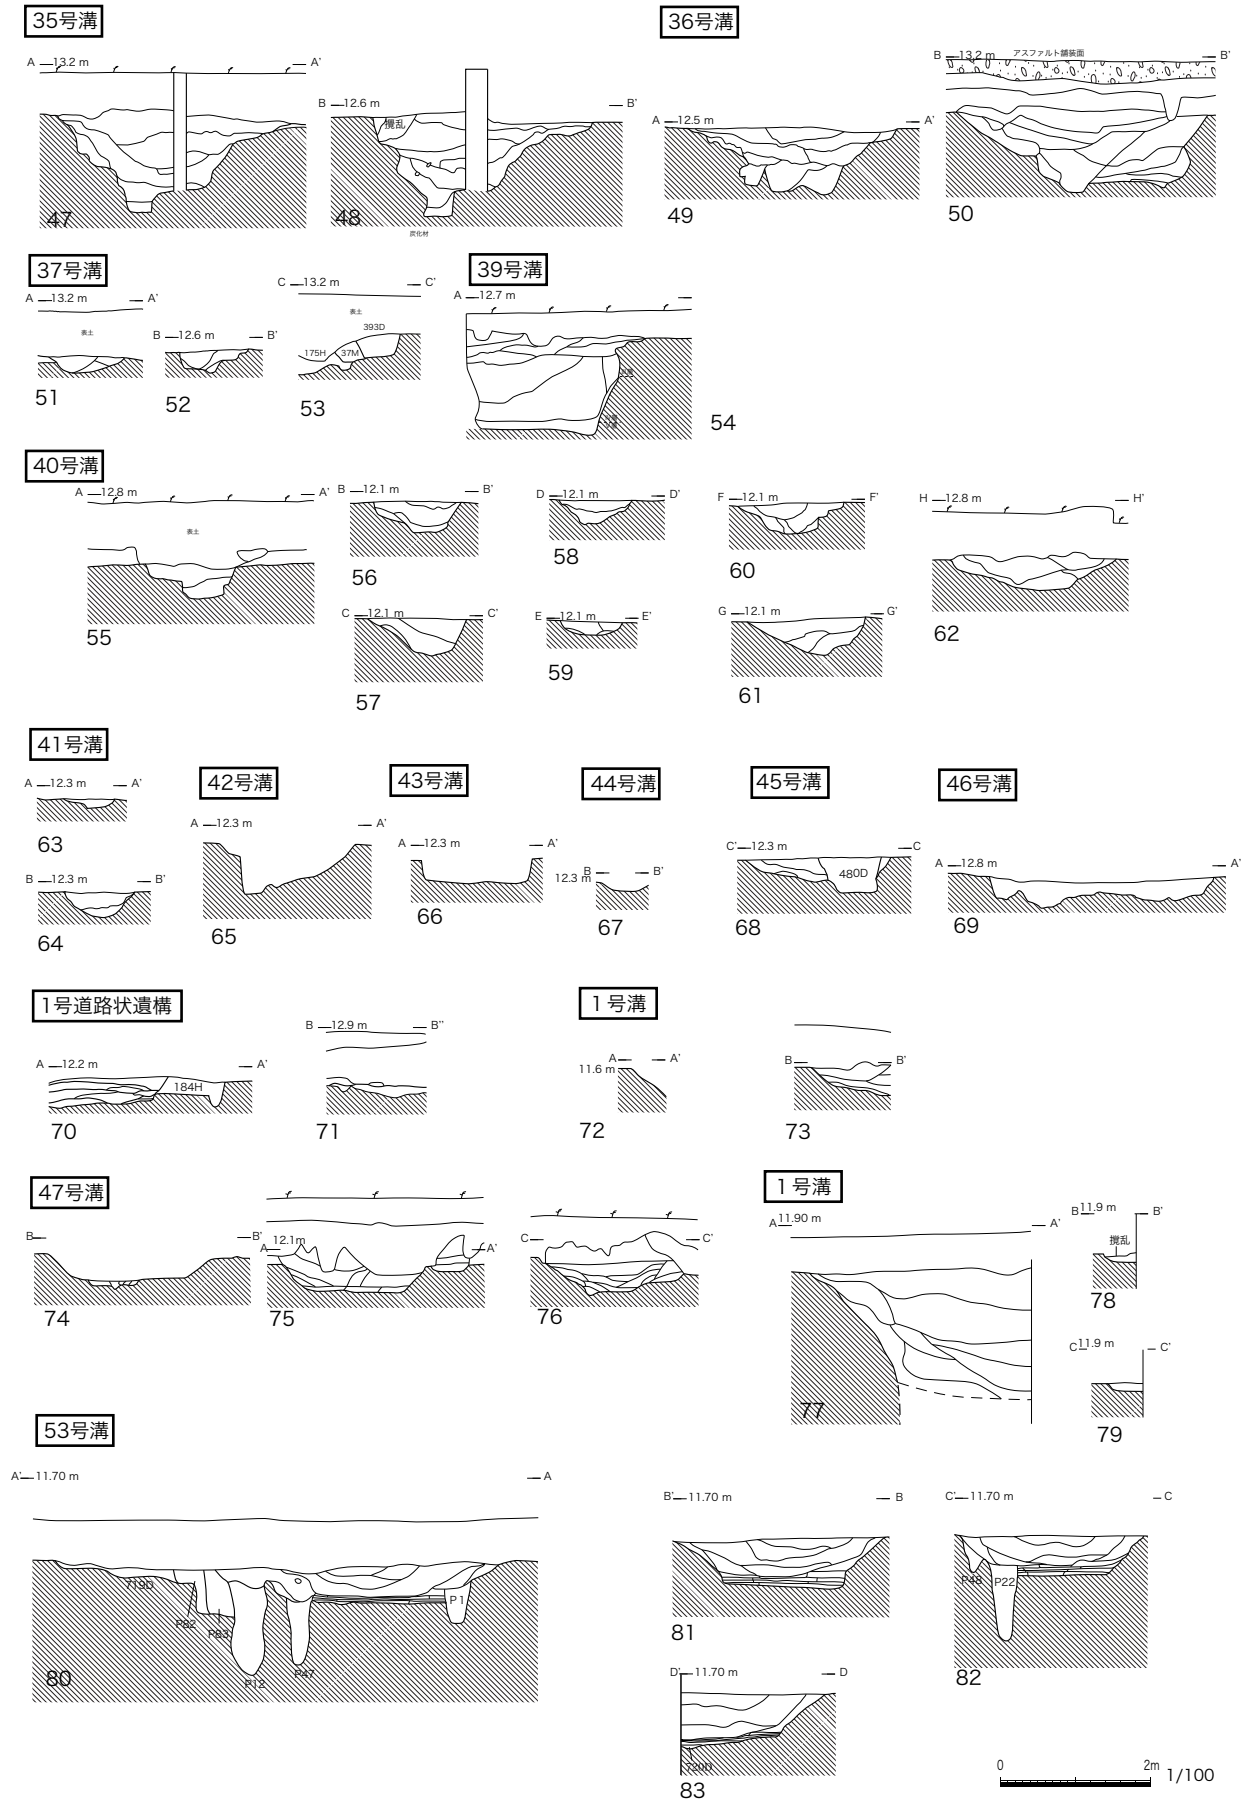 35号溝
A 13.2 m A'
47
B 12.6 m B'
攪乱
48
炭化材
36号溝
A 12.5 m A'
49
B 13.2 m アスファルト舗装面 B'
50
37号溝
A 13.2 m A'
表土
51
B 12.6 m B'
52
C 13.2 m C'
表土
393D
175H 37M
53
39号溝
A 12.7 m
54
40号溝
A 12.8 m A'
表土
55
B 12.1 m B'
56
C 12.1 m C'
57
D 12.1 m D'
58
E 12.1 m E'
59
F 12.1 m F'
60
G 12.1 m G'
61
H 12.8 m H'
62
41号溝
A 12.3 m A'
63
B 12.3 m B'
64
42号溝
A 12.3 m A'
65
43号溝
A 12.3 m A'
66
44号溝
B B'
12.3 m
67
45号溝
C' 12.3 m C
480D
68
46号溝
A 12.8 m A'
69
1号道路状遺構
A 12.2 m A'
184H
70
B 12.9 m B"
71
1号溝
A A'
11.6 m
72
B B'
73
47号溝
B B'
74
A 12.1m A'
75
C C'
76
1号溝
A 11.90 m A'
77
B 11.9 m B'
攪乱
78
C 11.9 m C'
79
53号溝
A' 11.70 m A
719D
P82
P83
P12
P47
P1
80
B' 11.70 m B
81
C' 11.70 m C
P48 P22
82
D' 11.70 m D
720D
83
0 2m 1/100